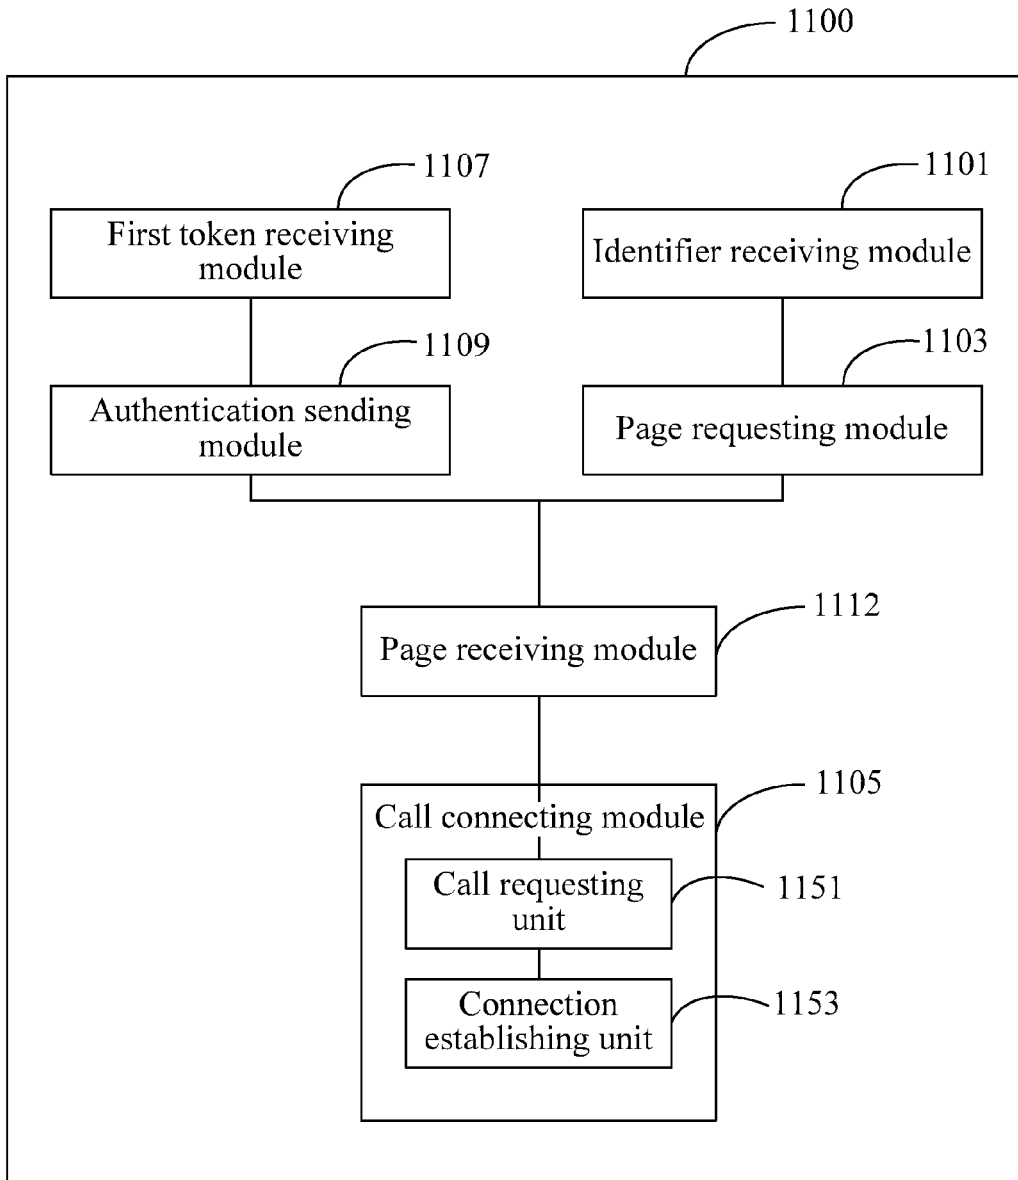 1100
1107
1101
First token receiving
module
Identifier receiving module
1109
1103
Authentication sending
module
Page requesting module
1112
Page receiving module
1105
Call connecting module
Call requesting
unit
1151
Connection
establishing unit
1153